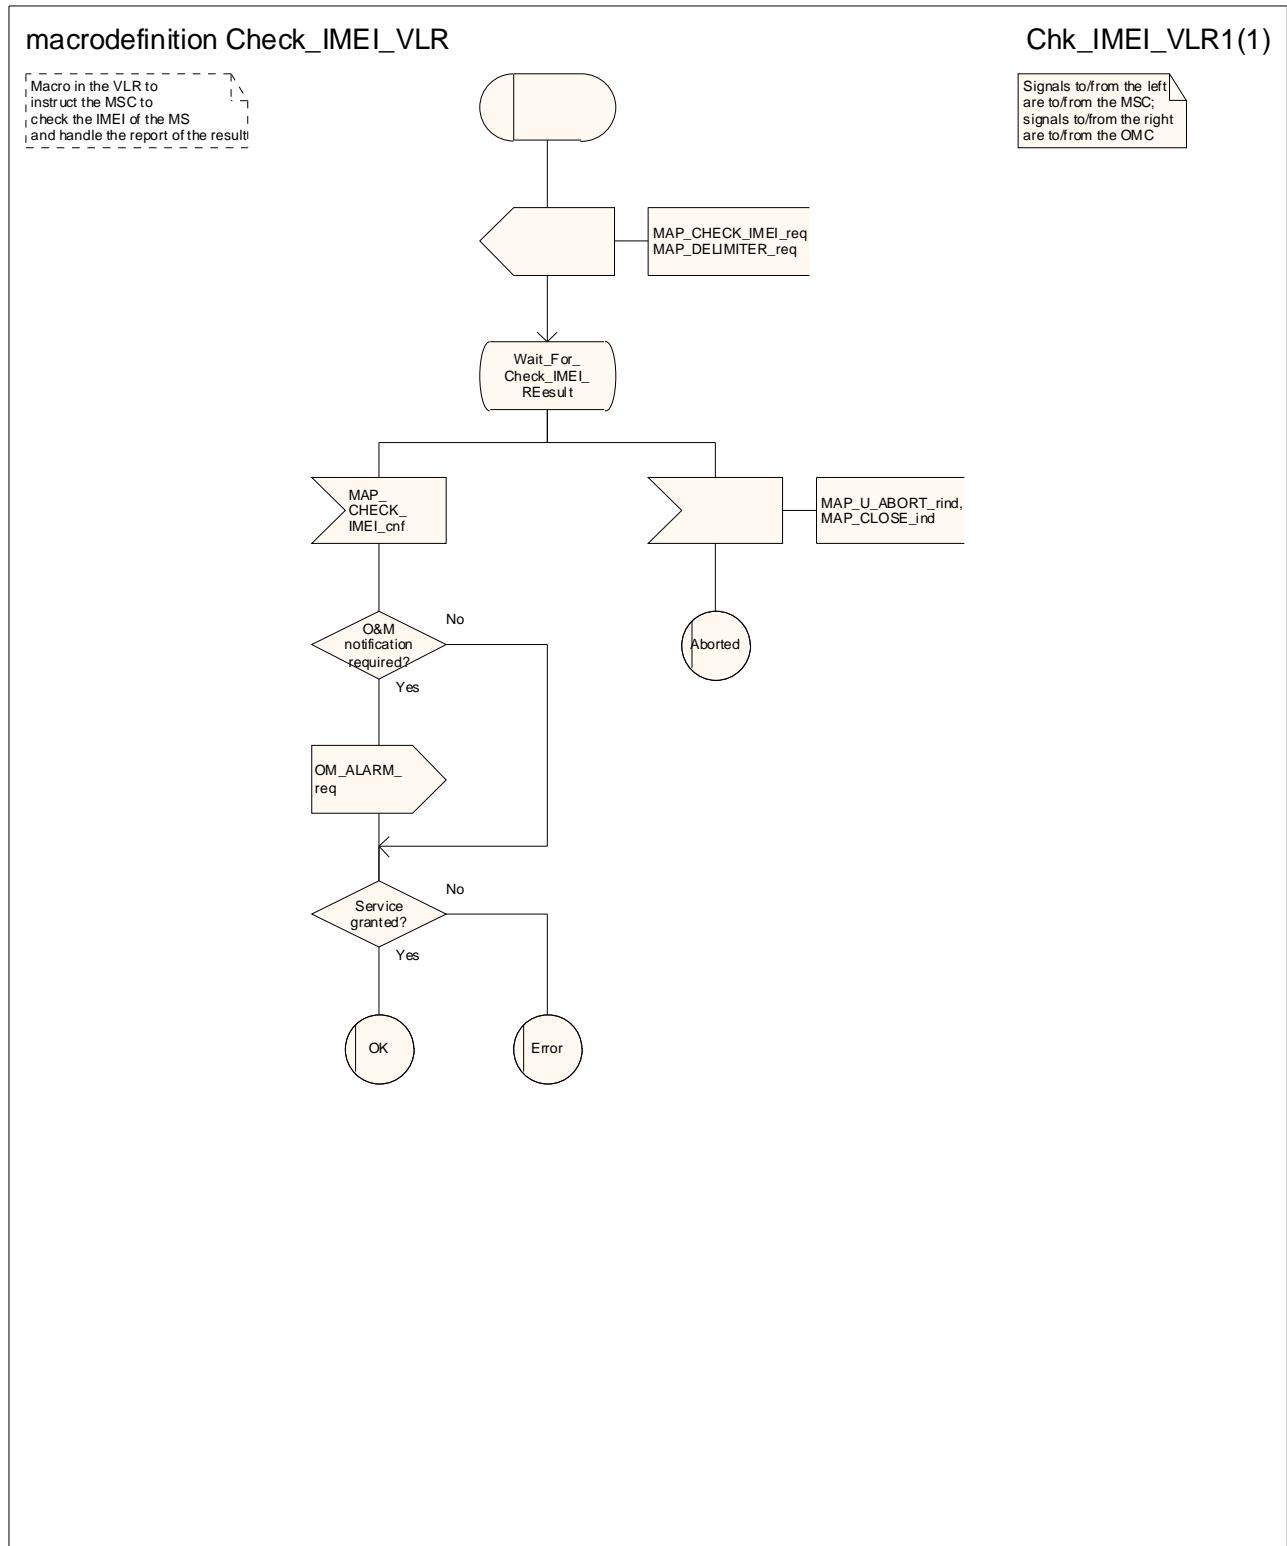 macrodefinition Check_IMEI_VLR
Chk_IMEI_VLR1(1)
Macro in the VLR to
instruct the MSC to
check the IMEI of the MS
and handle the report of the result
Signals to/from the left
are to/from the MSC;
signals to/from the right
are to/from the OMC
MAP_CHECK_IMEI_req
MAP_DELIMITER_req
Wait_For_
Check_IMEI_
REesult
MAP_
CHECK_
IMEI_cnf
MAP_U_ABORT_rind,
MAP_CLOSE_ind
O&M
notification
required?
No
Yes
Aborted
OM_ALARM_
req
Service
granted?
No
Yes
OK
Error